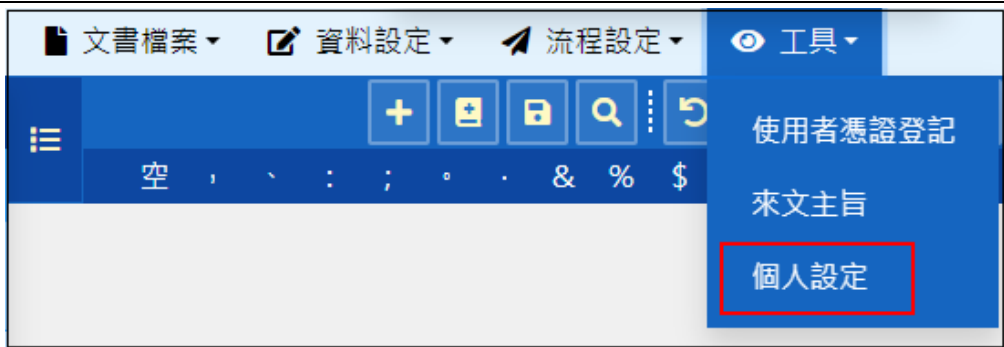 文書檔案 資料設定 流程設定 工具
使用者憑證登記
空 , 、 : ; 。 . & % $
來文主旨
個人設定